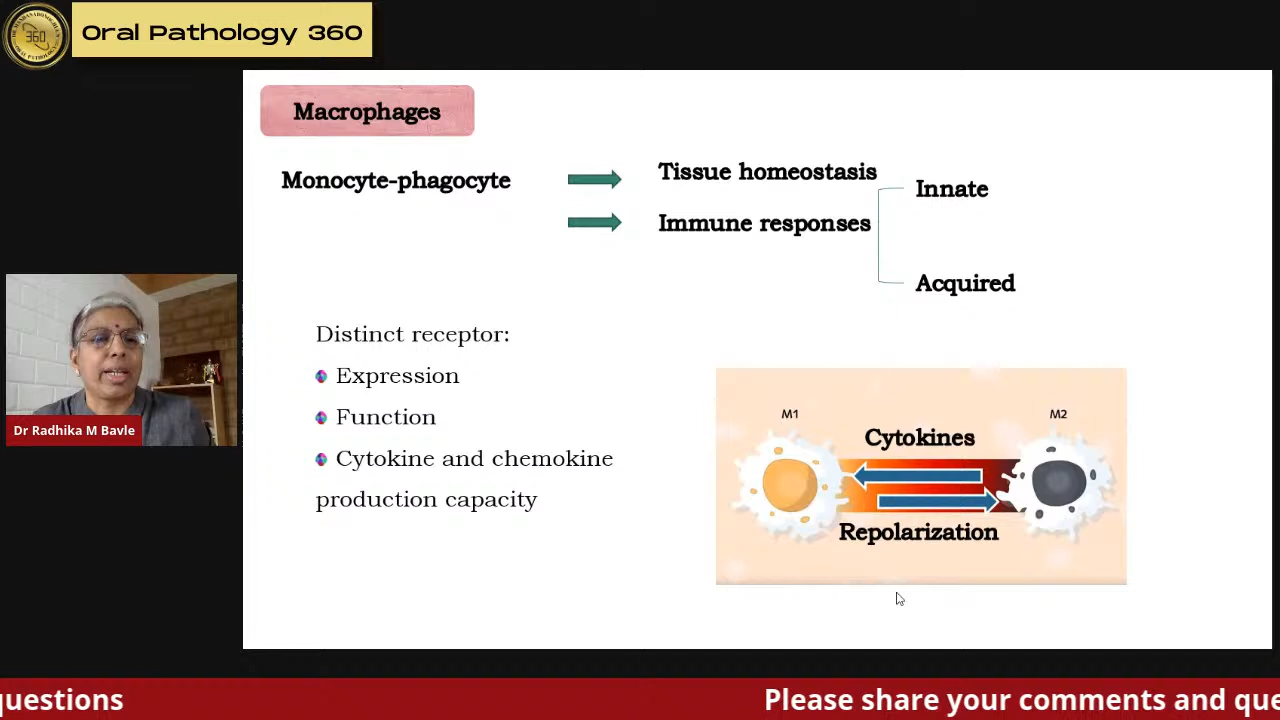 360
Oral Pathology 360
Macrophages
Monocyte-phagocyte
Tissue homeostasis
Immune responses
Innate
Acquired
Distinct receptor:
Expression
Function
Cytokine and chemokine
production capacity
M1
M2
Cytokines
Repolarization
Dr Radhika M Bavle
questions
Please share your comments and que